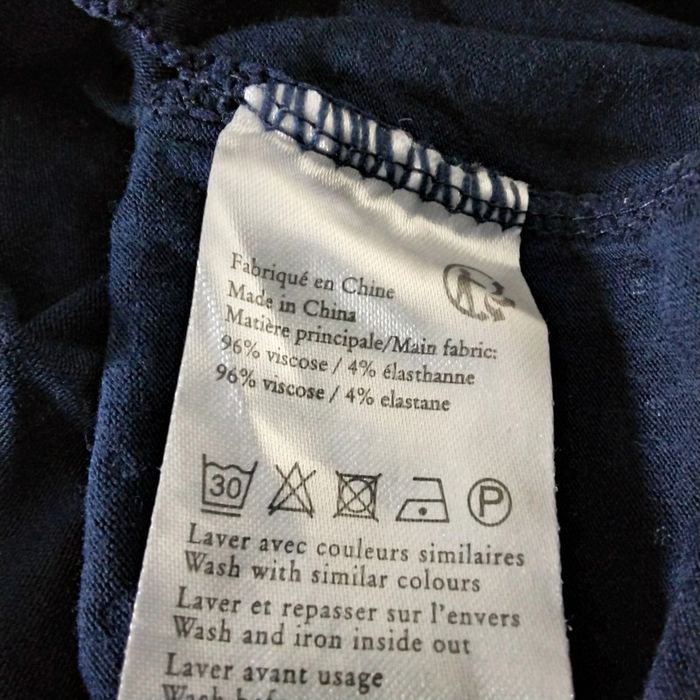 Fabriqué en Chine
Made in China
Matière principale/Main fabric:
96% viscose / 4% élasthanne
96% viscose / 4% elastane
30 P
Laver avec couleurs similaires
Wash with similar colours
Laver et repasser sur l'envers
Wash and iron inside out
Laver avant usage
Wash